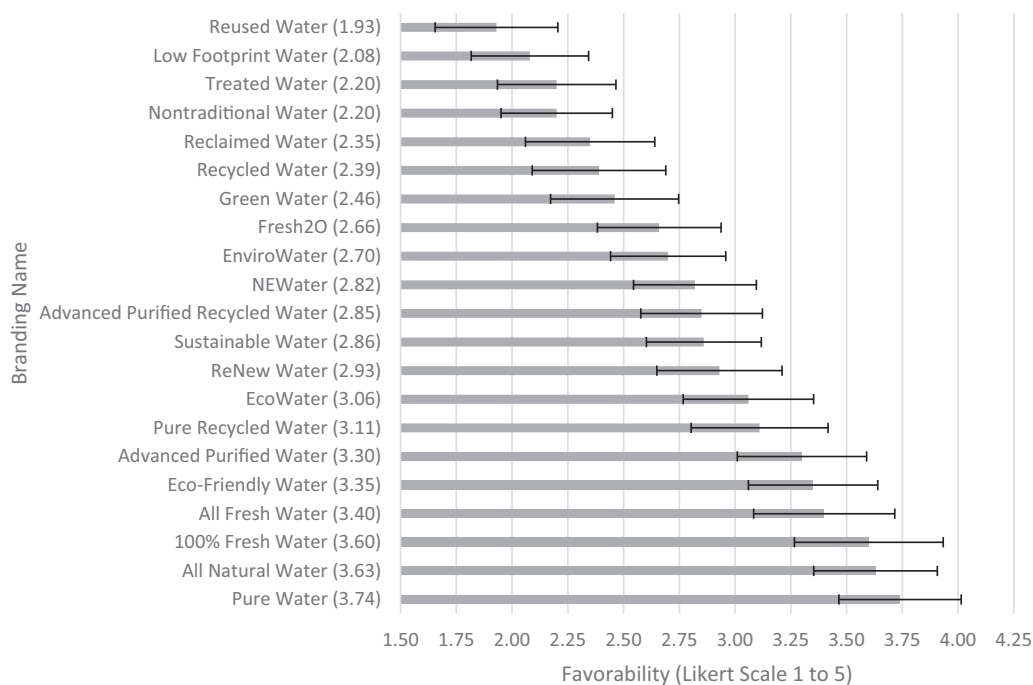 Branding Name
Reused Water (1.93)
Low Footprint Water (2.08)
Treated Water (2.20)
Nontraditional Water (2.20)
Reclaimed Water (2.35)
Recycled Water (2.39)
Green Water (2.46)
Fresh2O (2.66)
EnviroWater (2.70)
NEWater (2.82)
Advanced Purified Recycled Water (2.85)
Sustainable Water (2.86)
ReNew Water (2.93)
EcoWater (3.06)
Pure Recycled Water (3.11)
Advanced Purified Water (3.30)
Eco-Friendly Water (3.35)
All Fresh Water (3.40)
100% Fresh Water (3.60)
All Natural Water (3.63)
Pure Water (3.74)
1.50 1.75 2.00 2.25 2.50 2.75 3.00 3.25 3.50 3.75 4.00 4.25
Favorability (Likert Scale 1 to 5)